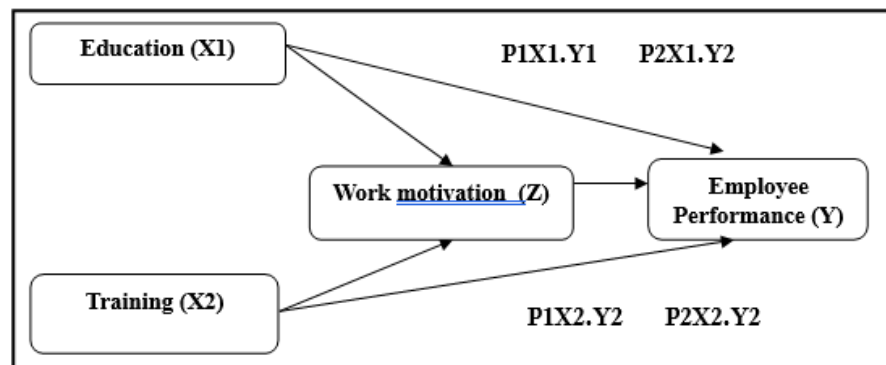 Education (X1)
P1X1.Y1 P2X1.Y2
Work motivation (Z)
Employee
Performance (Y)
Training (X2)
P1X2.Y2 P2X2.Y2